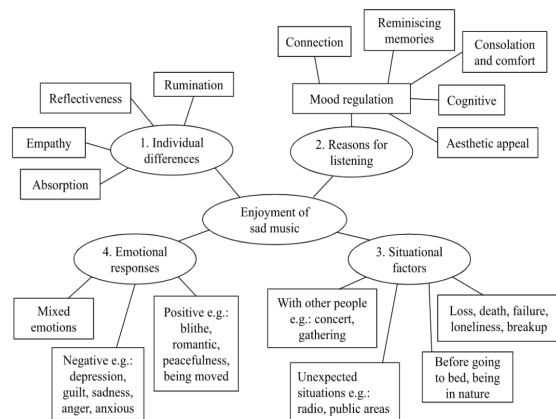 Connection
Reminiscing
memories
Consolation
and comfort
Mood regulation
Cognitive
Aesthetic appeal
2. Reasons for
listening
Rumination
Reflectiveness
Empathy
Absorption
1. Individual
differences
Enjoyment of
sad music
4. Emotional
responses
Mixed
emotions
Negative e.g.:
depression,
guilt, sadness,
anger, anxious
Positive e.g.:
blithe,
romantic,
peacefulness,
being moved
3. Situational
factors
With other people
e.g.: concert,
gathering
Unexpected
situations e.g.:
radio, public areas
Before going
to bed, being
in nature
Loss, death, failure,
loneliness, breakup